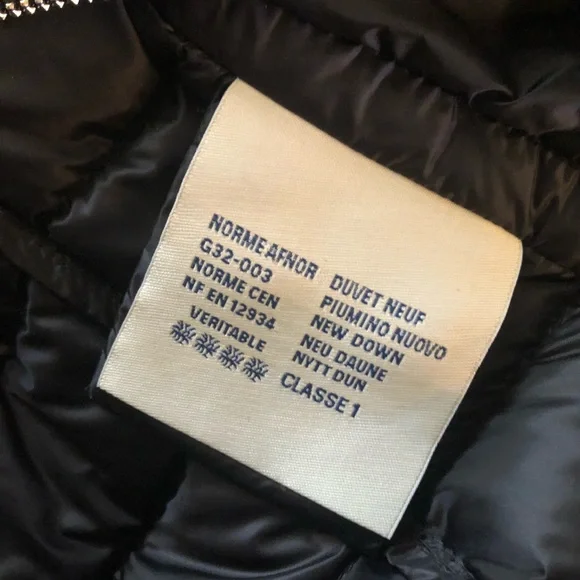 NORME AFNOR
G32-003
NORME CEN
NF EN 12934
VERITABLE
DUVET NEUF
PIUMINO NUOVO
NEW DOWN
NEU DAUNE
NYTT DUN
CLASSE 1